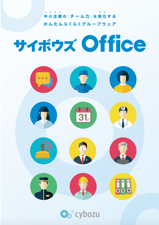 中小企業の「チーム力」を強化する
かんたんらくらくグループウェア
サイボウズ Office
31
cybozu